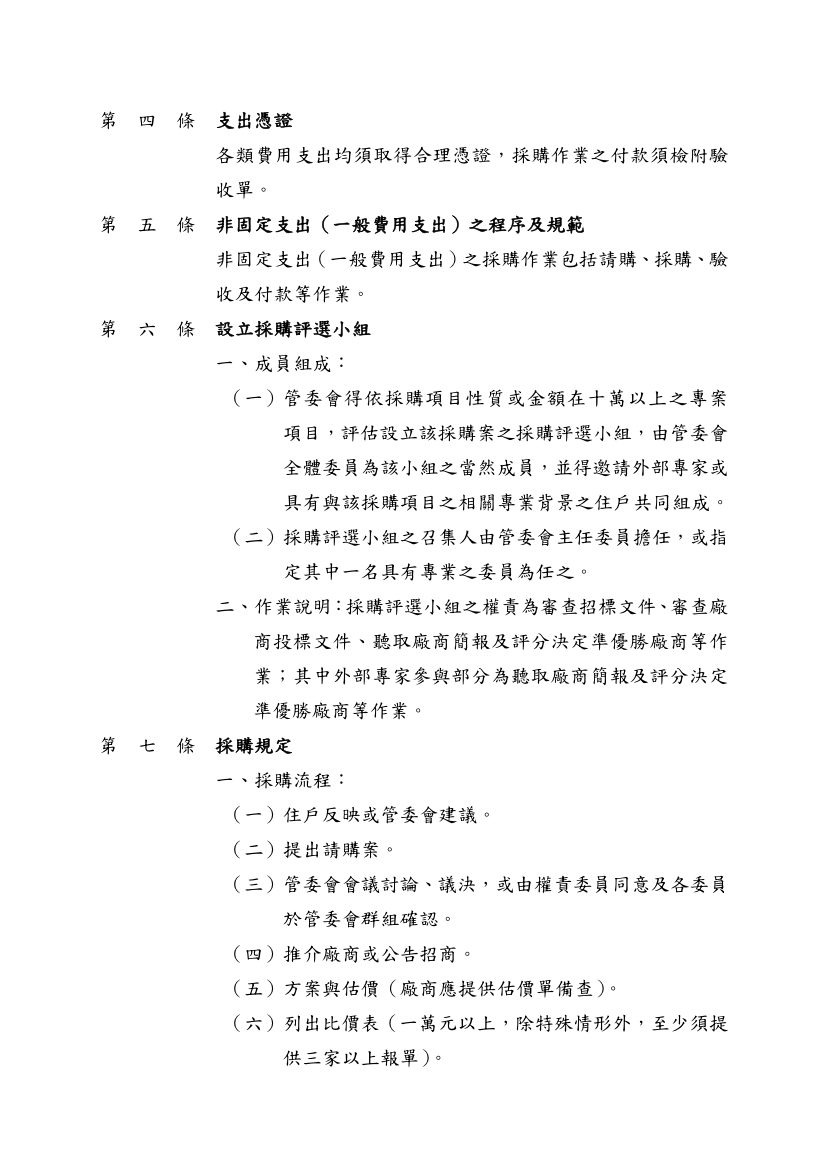 第四條 支出憑證
各類費用支出均須取得合理憑證，採購作業之付款須檢附驗
收單。
第五條 非固定支出（一般費用支出）之程序及規範
非固定支出（一般費用支出）之採購作業包括請購、採購、驗
收及付款等作業。
第六條 設立採購評選小組
一、成員組成：
（一）管委會得依採購項目性質或金額在十萬以上之專案
項目，評估設立該採購案之採購評選小組，由管委會
全體委員為該小組之當然成員，並得邀請外部專家或
具有與該採購項目之相關專業背景之住戶共同組成。
（二）採購評選小組之召集人由管委會主任委員擔任，或指
定其中一名具有專業之委員為任之。
二、作業說明：採購評選小組之權責為審查招標文件、審查廠
商投標文件、聽取廠商簡報及評分決定準優勝廠商等作
業；其中外部專家參與部分為聽取廠商簡報及評分決定
準優勝廠商等作業。
第七條 採購規定
一、採購流程：
（一）住戶反映或管委會建議。
（二）提出請購案。
（三）管委會會議討論、議決，或由權責委員同意及各委員
於管委會群組確認。
（四）推介廠商或公告招商。
（五）方案與估價（廠商應提供估價單備查）。
（六）列出比價表（一萬元以上，除特殊情形外，至少須提
供三家以上報單）。